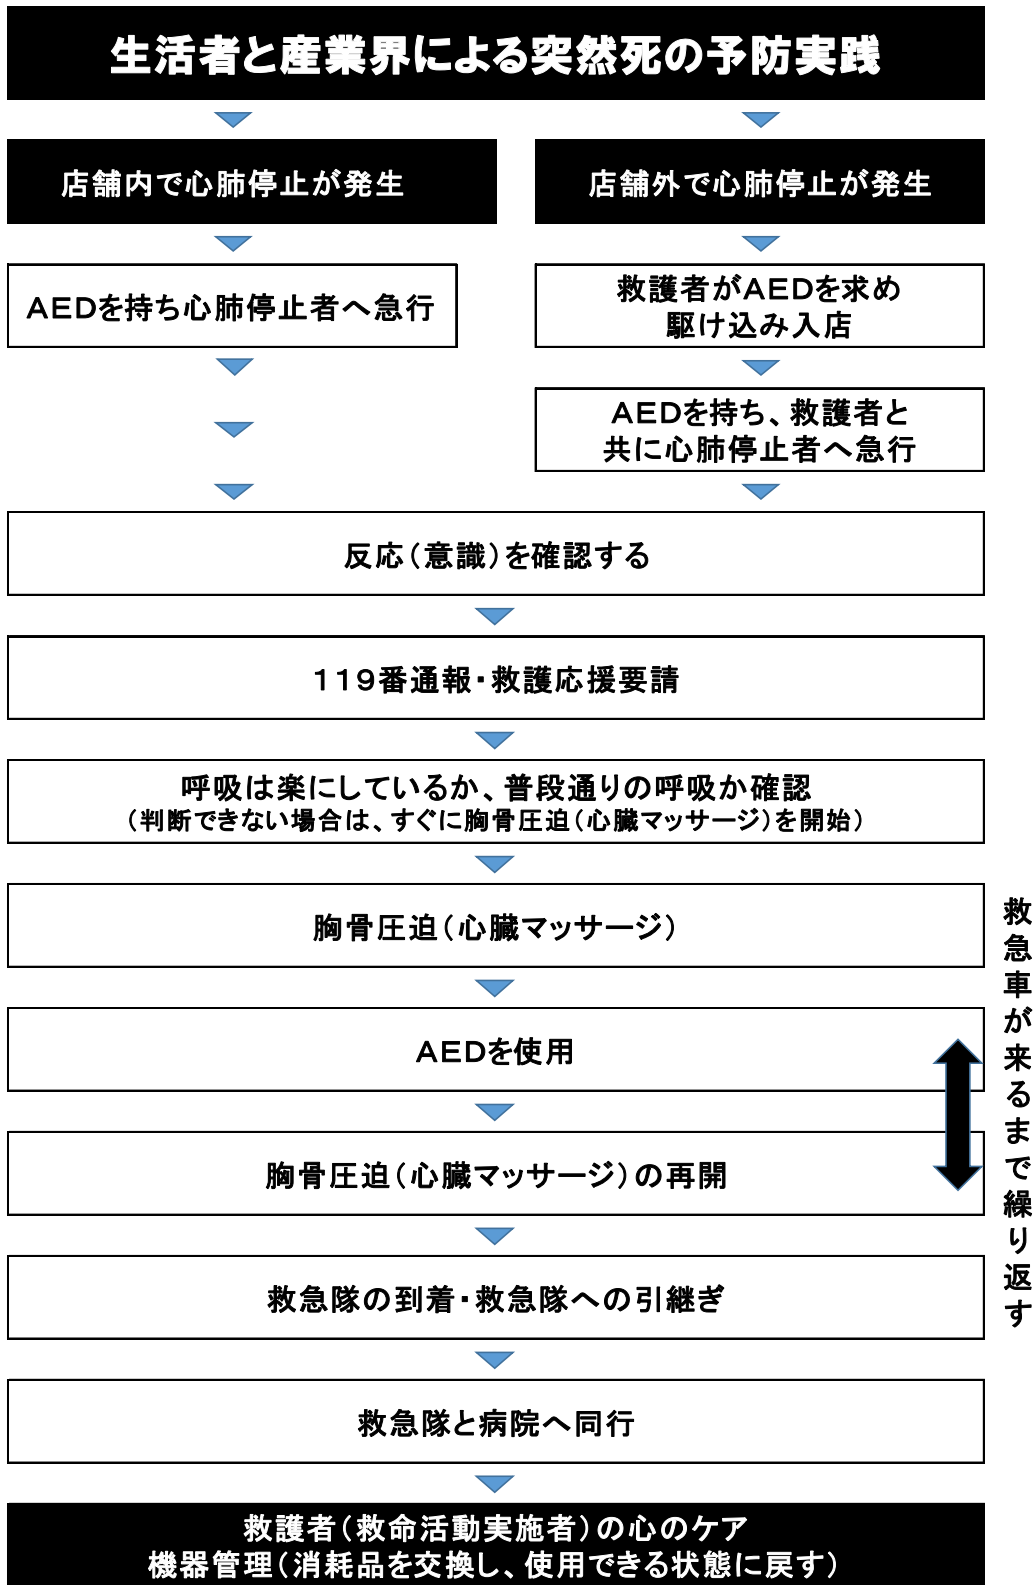 生活者と産業界による突然死の予防実践
店舗内で心肺停止が発生
店舗外で心肺停止が発生
AEDを持ち心肺停止者へ急行
救護者がAEDを求め
駆け込み入店
AEDを持ち、救護者と
共に心肺停止者へ急行
反応(意識)を確認する
119番通報・救護応援要請
呼吸は楽にしているか、普段通りの呼吸か確認
(判断できない場合は、すぐに胸骨圧迫(心臓マッサージ)を開始)
胸骨圧迫(心臓マッサージ)
AEDを使用
胸骨圧迫(心臓マッサージ)の再開
救急車が来るまで繰り返す
救急隊の到着・救急隊への引継ぎ
救急隊と病院へ同行
救護者(救命活動実施者)の心のケア
機器管理(消耗品を交換し、使用できる状態に戻す)